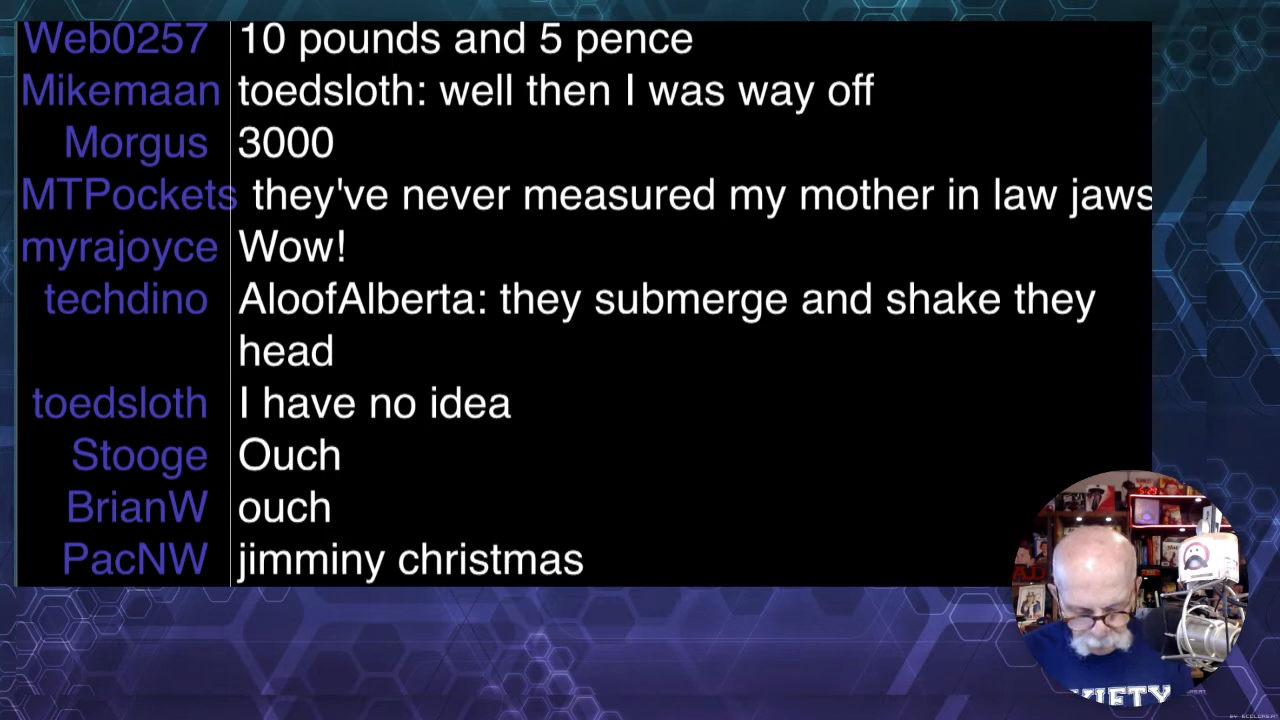 Web0257 10 pounds and 5 pence
Mikemaan toedsloth: well then I was way off
Morgus 3000
MTPockets they've never measured my mother in law jaws
myrajoyce Wow!
techdino AloofAlberta: they submerge and shake they
head
toedsloth I have no idea
Stooge Ouch
BrianW ouch
PacNW jimminy christmas